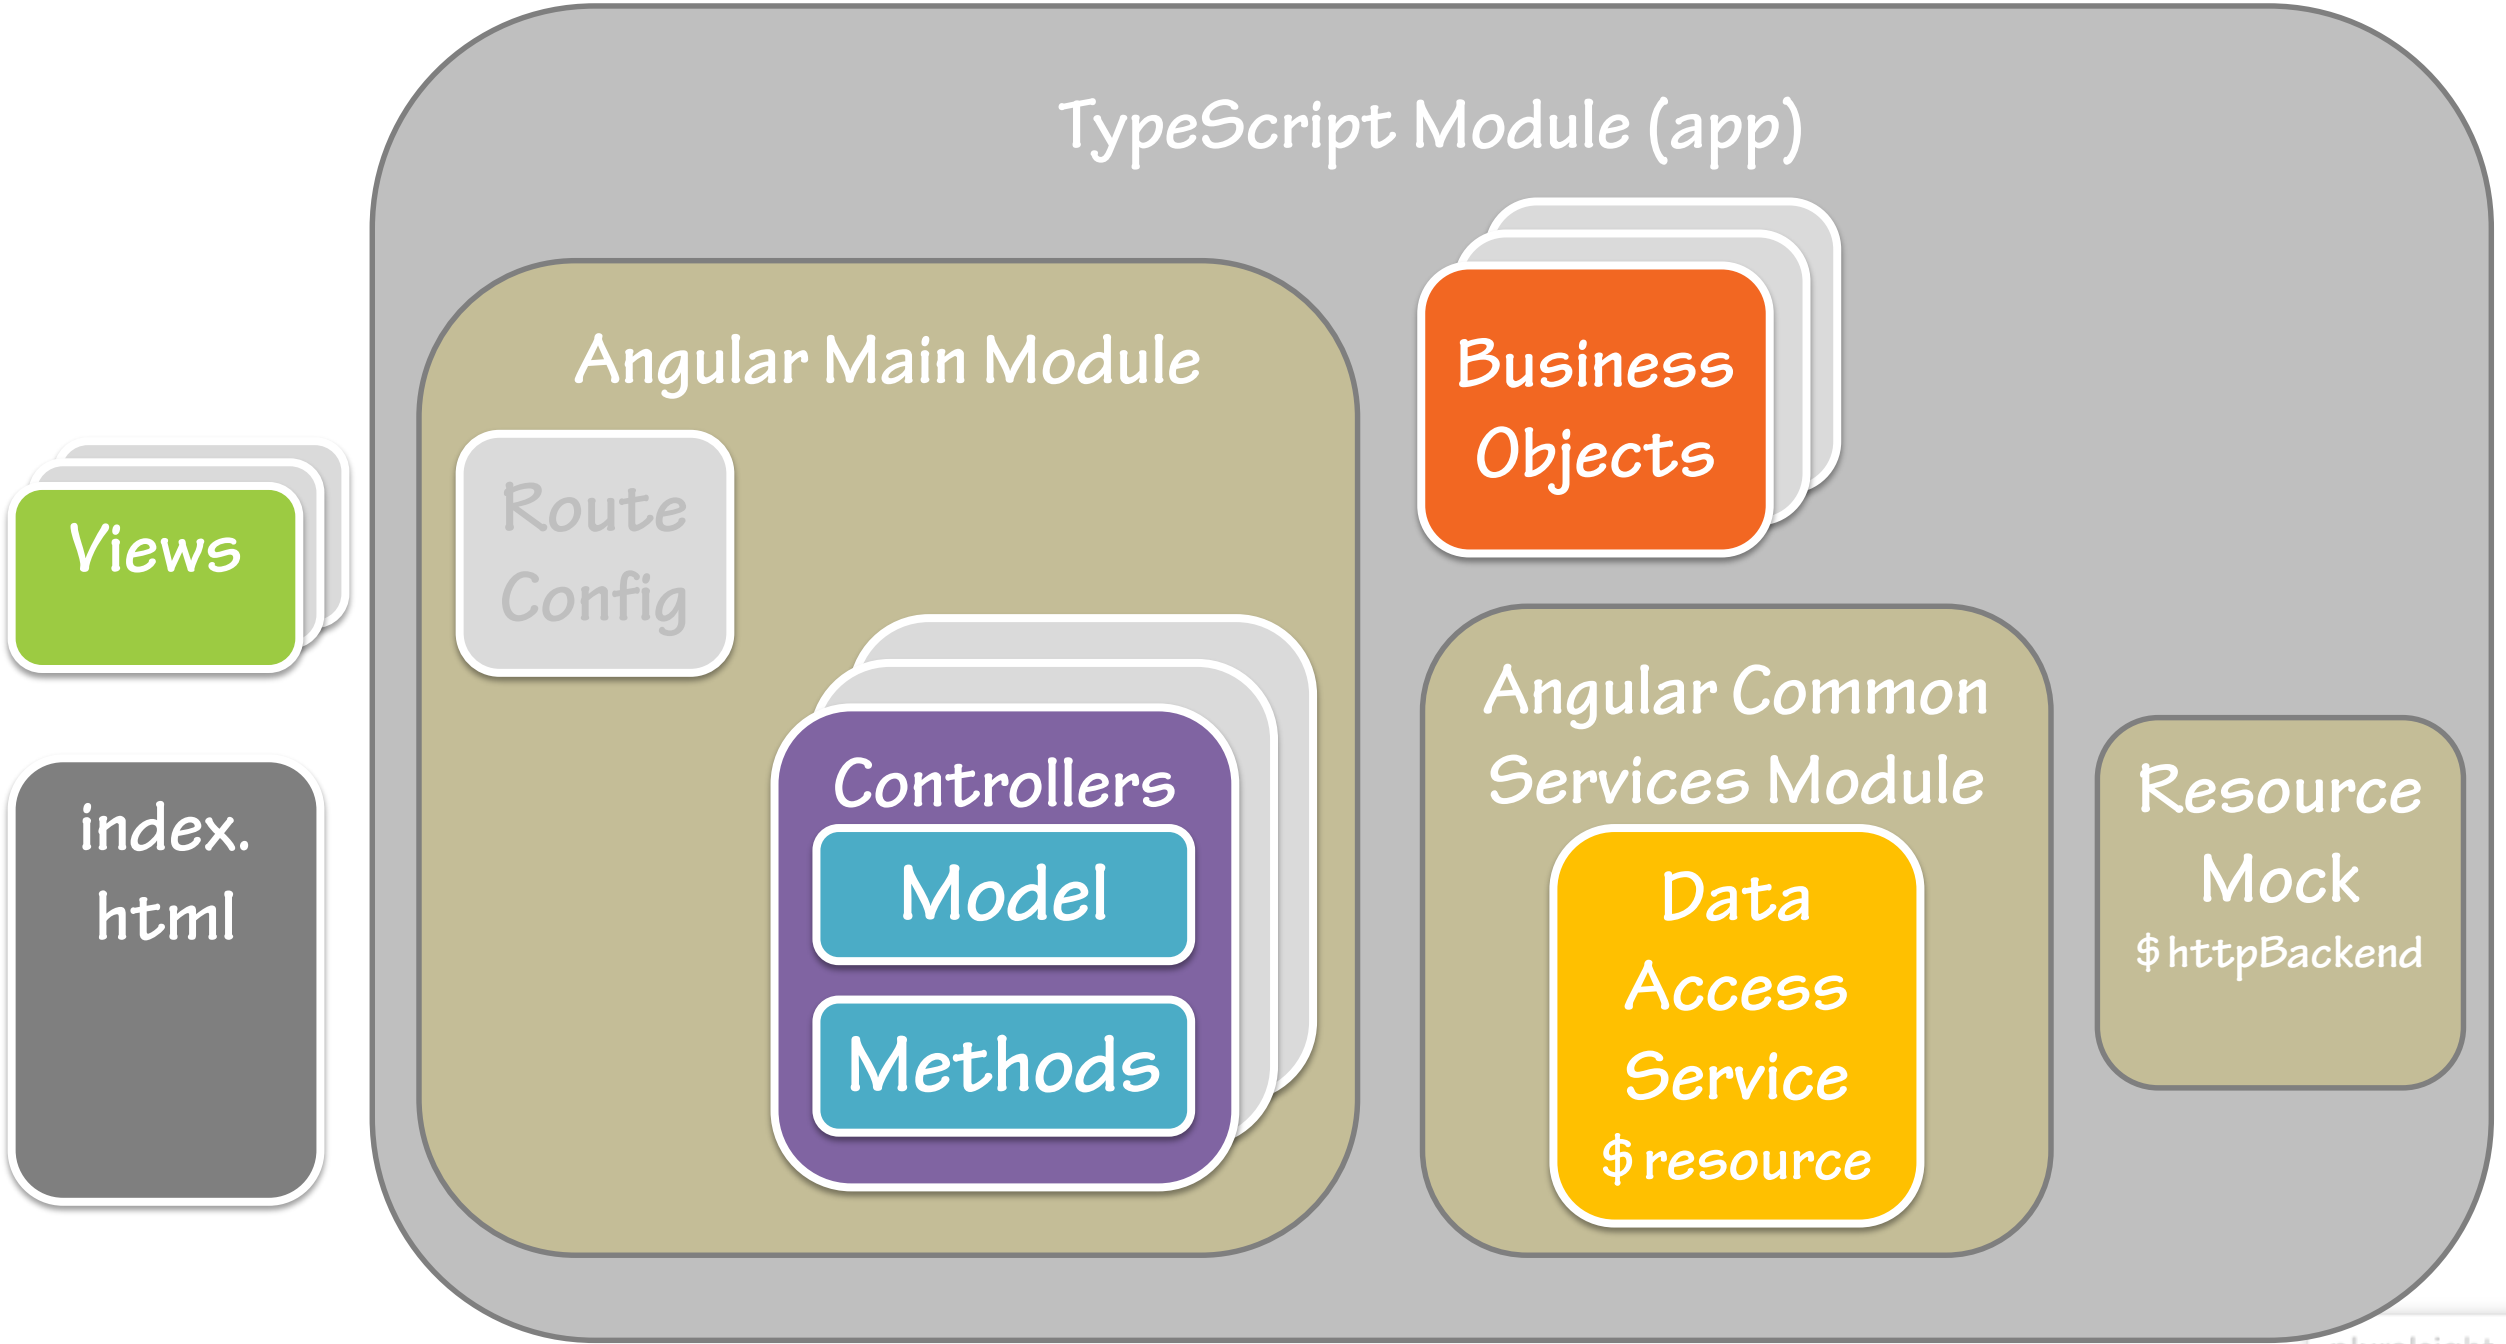 TypeScript Module (app)
Angular Main Module
Route
Config
Controllers
Model
Methods
Business
Objects
Views
index.
html
Angular Common
Services Module
Data
Access
Service
$resource
Resource
Mock
$httpBackend